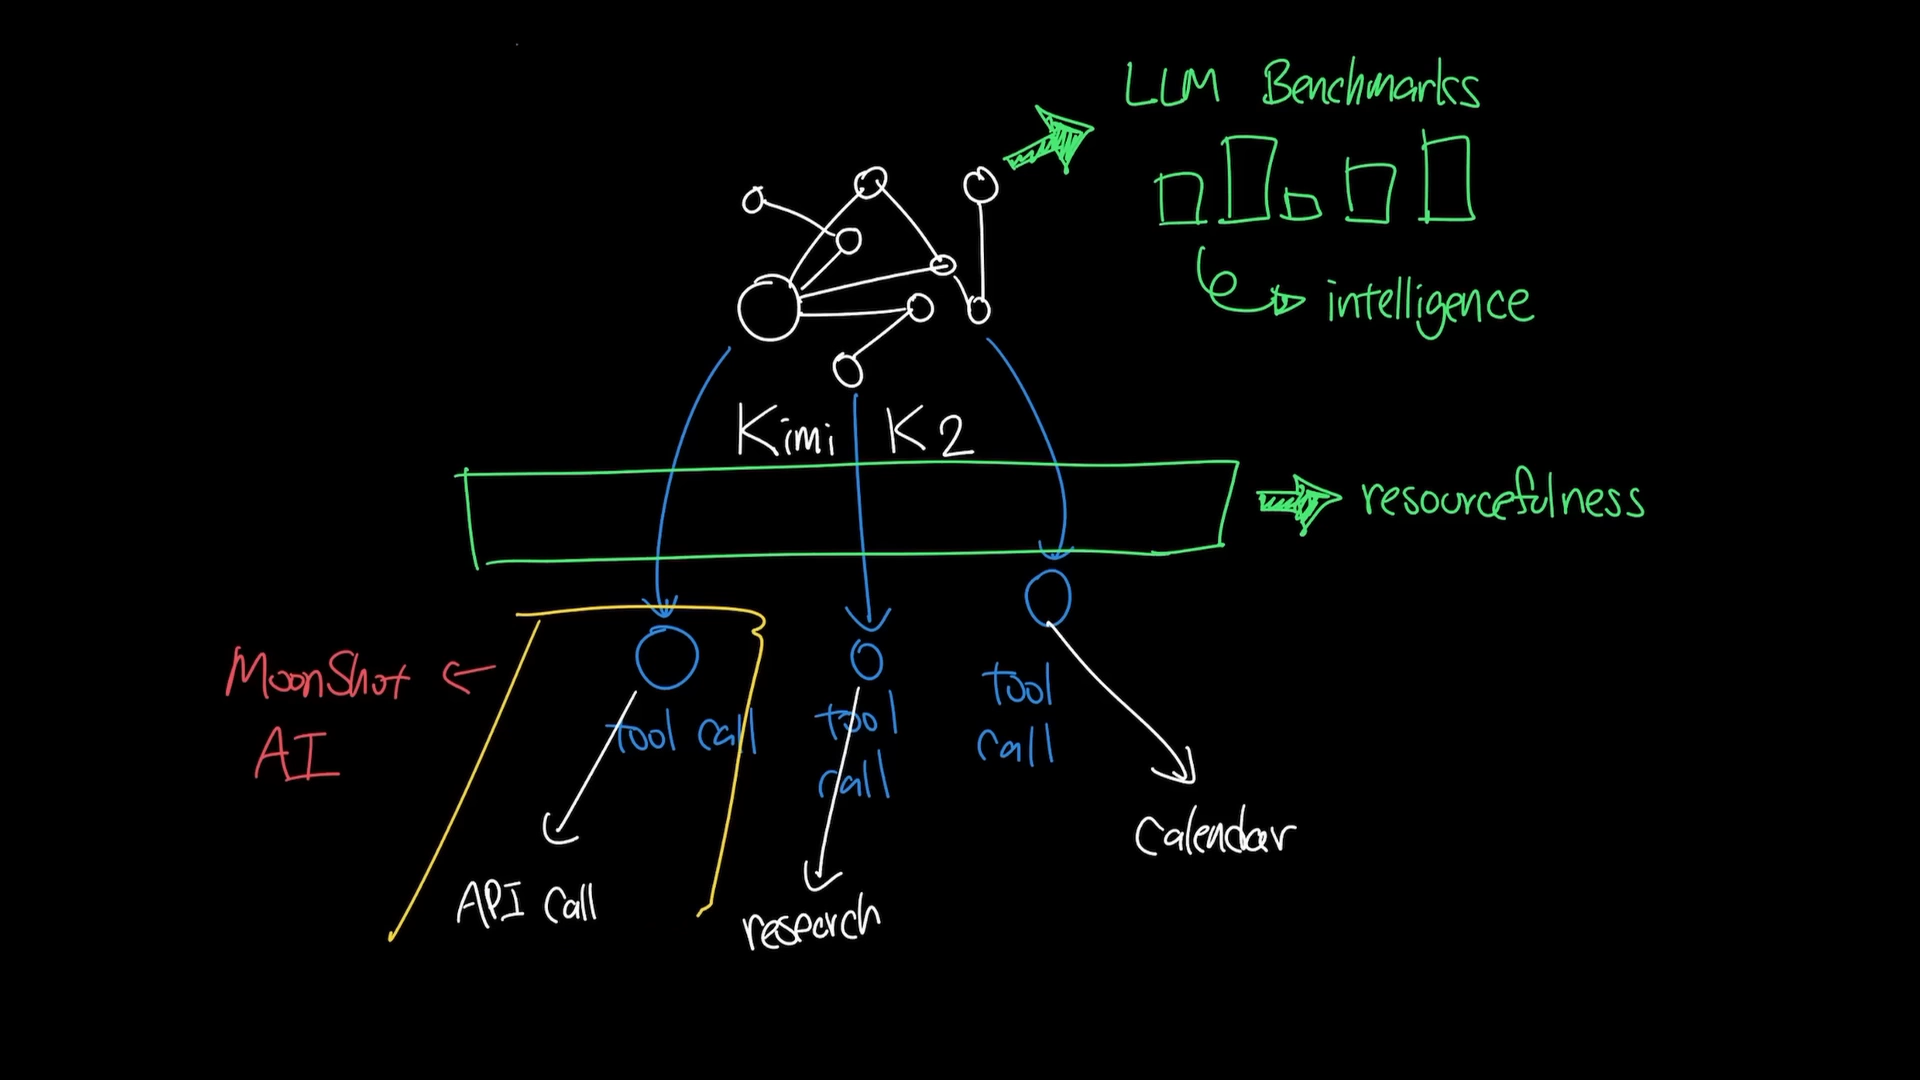 LLM Benchmarks
intelligence
Kimi K2
resourcefulness
MoonShot
AI
tool call
tool
call
tool
call
API Call
research
Calendar